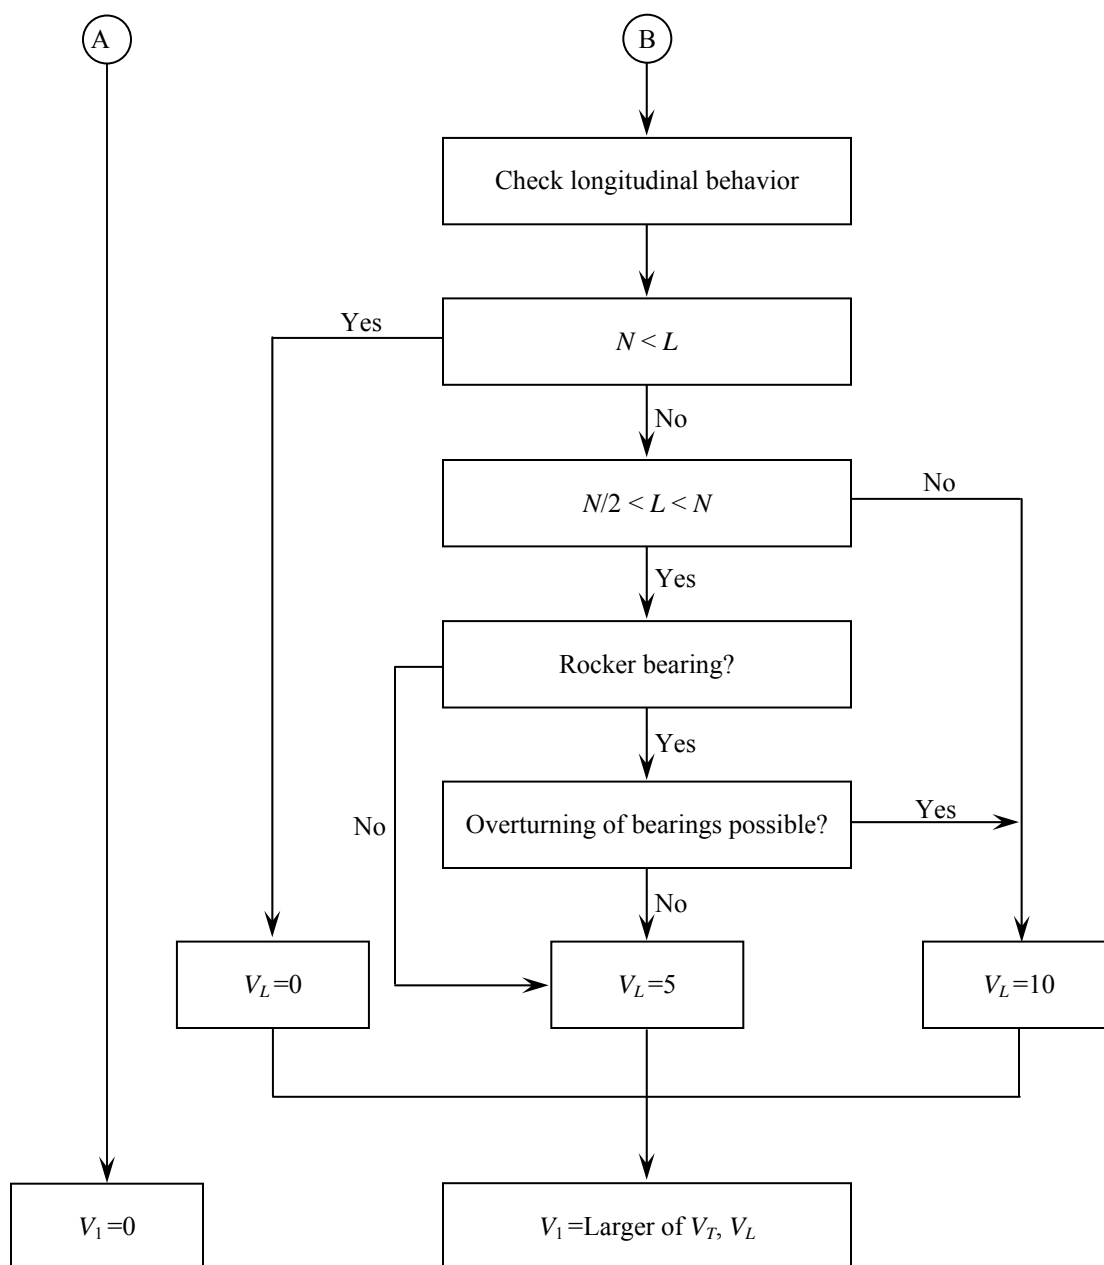 A
B
Check longitudinal behavior
Yes
N < L
No
N/2 < L < N
No
Yes
Rocker bearing?
Yes
No
Overturning of bearings possible?
Yes
No
V_L=0
V_L=5
V_L=10
V_1=0
V_1=Larger of V_T, V_L